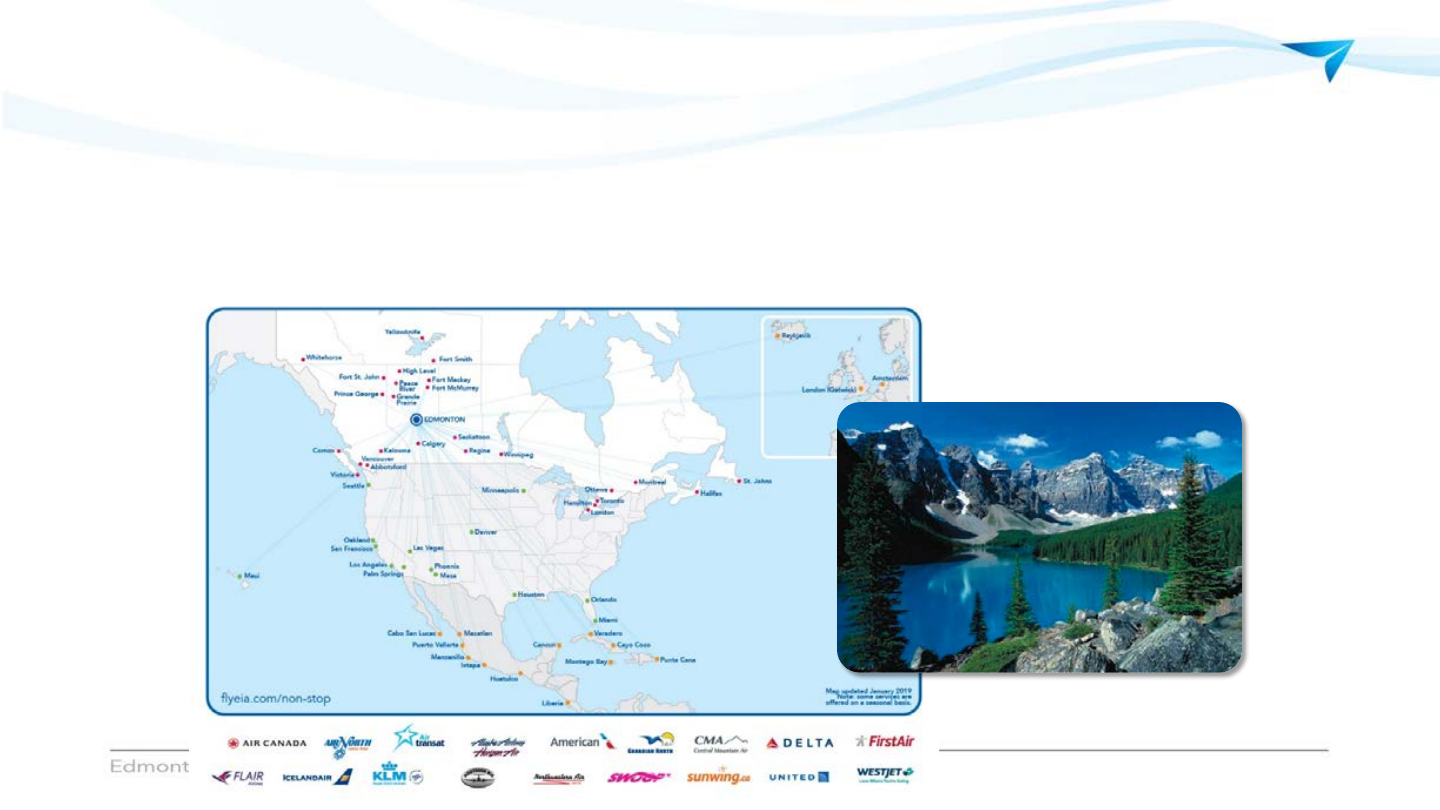 Yellowknife
Reykjavik
Whitehorse
Fort Smith
High Level
Fort St. John
Peace
River
Fort Mackay
Fort McMurray
Amsterdam
London (Gatwick)
Prince George
Grande
Prairie
EDMONTON
Saskatoon
Calgary
Comox
Kelowna
Regina
Winnipeg
Vancouver
Abbotsford
Victoria
Seattle
Minneapolis
Ottawa
Montreal
St. Johns
Halifax
Hamilton
Toronto
London
Denver
Oakland
San Francisco
Las Vegas
Los Angeles
Palm Springs
Phoenix
Mesa
Maui
Houston
Orlando
Miami
Cabo San Lucas
Mazatlan
Varadero
Puerto Vallarta
Cancun
Cayo Coco
Manzanillo
Ixtapa
Montego Bay
Punta Cana
Huatulco
Liberia
flyeia.com/non-stop
Map updated January 2019
Note: some services are
offered on a seasonal basis.
AIR CANADA
AIR NORTH
Air
transat
Alaska Airlines
Horizon Air
American
CANADIAN NORTH
CMA
Central Mountain Air
DELTA
FirstAir
Edmont
FLAIR
AIRLINES
ICELANDAIR
KLM
Northwestern Air
swoop
sunwing.ca
UNITED
WESTJET